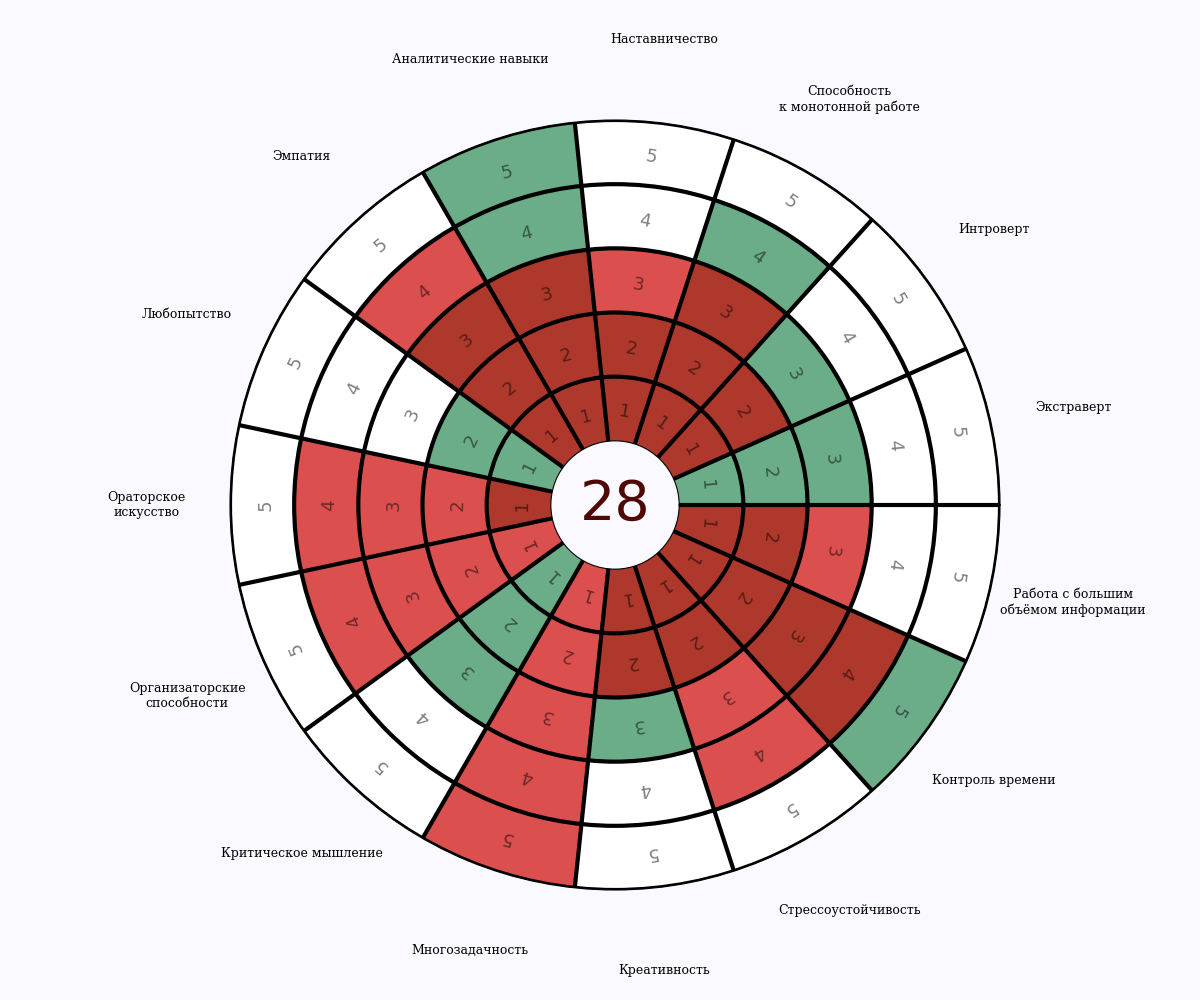 Наставничество
5 4 3 2 1
Способность
к монотонной работе
5 4 3 2 1
Интроверт
5 4 3 2 1
Экстраверт
5 4 3 2 1
Работа с большим
объёмом информации
5 4 3 2 1
Контроль времени
5 4 3 2 1
Стрессоустойчивость
5 4 3 2 1
Креативность
5 4 3 2 1
Многозадачность
5 4 3 2 1
Критическое мышление
5 4 3 2 1
Организаторские
способности
5 4 3 2 1
Ораторское
искусство
5 4 3 2 1
Любопытство
5 4 3 2 1
Эмпатия
5 4 3 2 1
Аналитические навыки
5 4 3 2 1
28